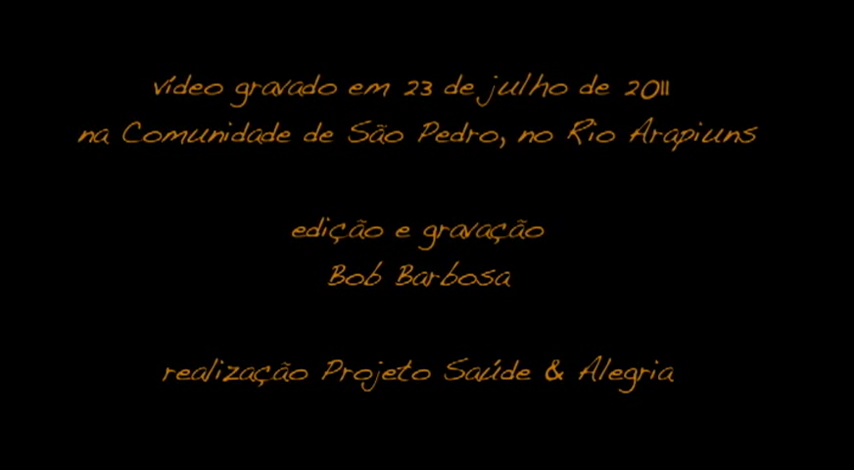 vídeo gravado em 23 de julho de 2011
na Comunidade de São Pedro, no Rio Arapiuns
edição e gravação
Bob Barbosa
realização Projeto Saúde & Alegria